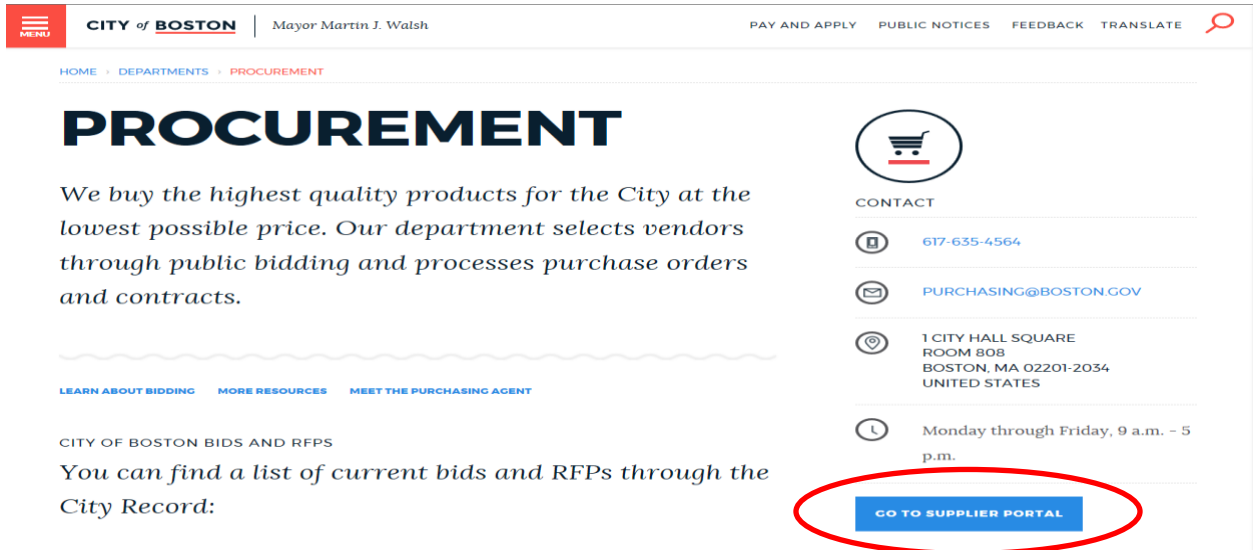 MENU
CITY of BOSTON
Mayor Martin J. Walsh
PAY AND APPLY PUBLIC NOTICES FEEDBACK TRANSLATE
HOME › DEPARTMENTS › PROCUREMENT
PROCUREMENT
We buy the highest quality products for the City at the
lowest possible price. Our department selects vendors
through public bidding and processes purchase orders
and contracts.
LEARN ABOUT BIDDING MORE RESOURCES MEET THE PURCHASING AGENT
CITY OF BOSTON BIDS AND RFPS
You can find a list of current bids and RFPs through the
City Record:
CONTACT
617-635-4564
PURCHASING@BOSTON.GOV
1 CITY HALL SQUARE
ROOM 808
BOSTON, MA 02201-2034
UNITED STATES
Monday through Friday, 9 a.m. – 5
p.m.
GO TO SUPPLIER PORTAL